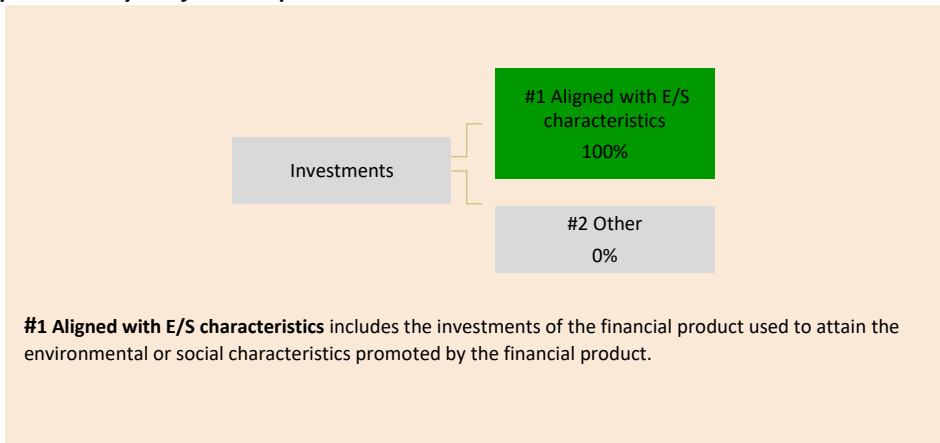 #1 Aligned with E/S
characteristics
100%
Investments
#2 Other
0%
#1 Aligned with E/S characteristics includes the investments of the financial product used to attain the
environmental or social characteristics promoted by the financial product.